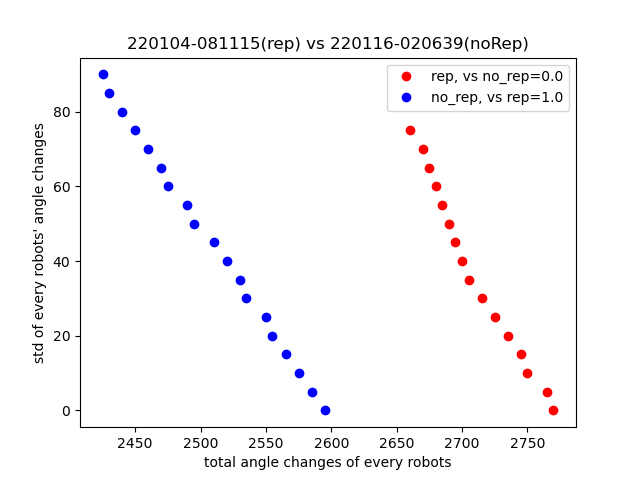 220104-081115(rep) vs 220116-020639(noRep)
rep, vs no_rep=0.0
no_rep, vs rep=1.0
std of every robots' angle changes
80
60
40
20
0
2450 2500 2550 2600 2650 2700 2750
total angle changes of every robots